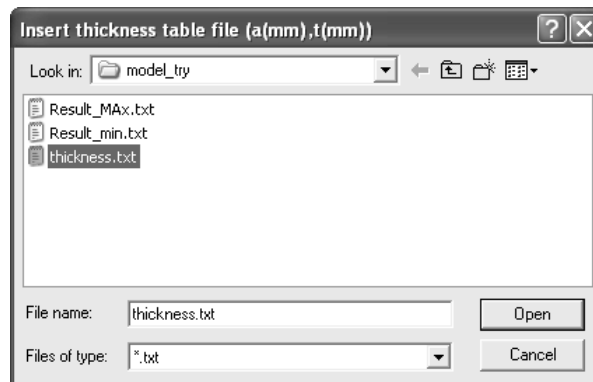 Insert thickness table file (a(mm),t(mm))
Look in: model_try
Result_MAx.txt
Result_min.txt
thickness.txt
File name: thickness.txt Open
Files of type: *.txt Cancel